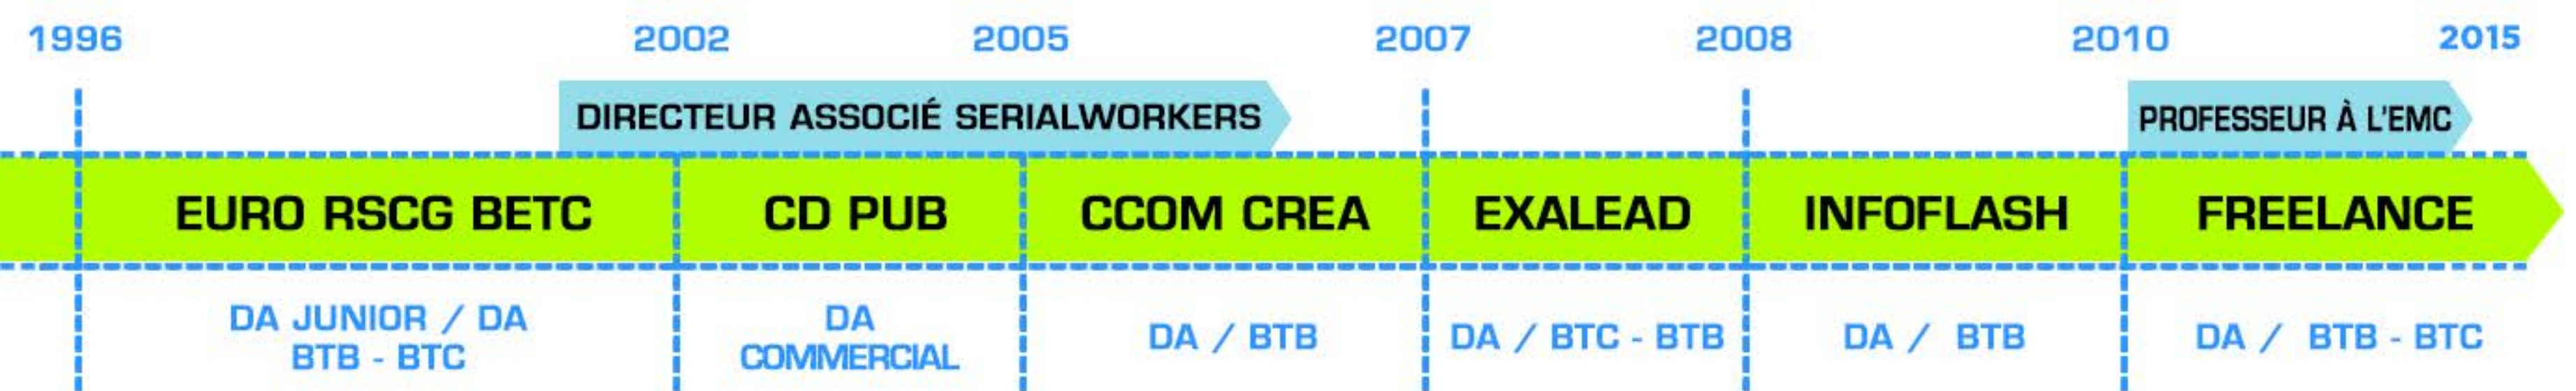 1996 2002 2005 2007 2008 2010 2015
DIRECTEUR ASSOCIÉ SERIALWORKERS PROFESSEUR À L'EMC
EURO RSCG BETC CD PUB CCOM CREA EXALEAD INFOFLASH FREELANCE
DA JUNIOR / DA
BTB - BTC
DA
COMMERCIAL
DA / BTB
DA / BTC - BTB
DA / BTB
DA / BTB - BTC